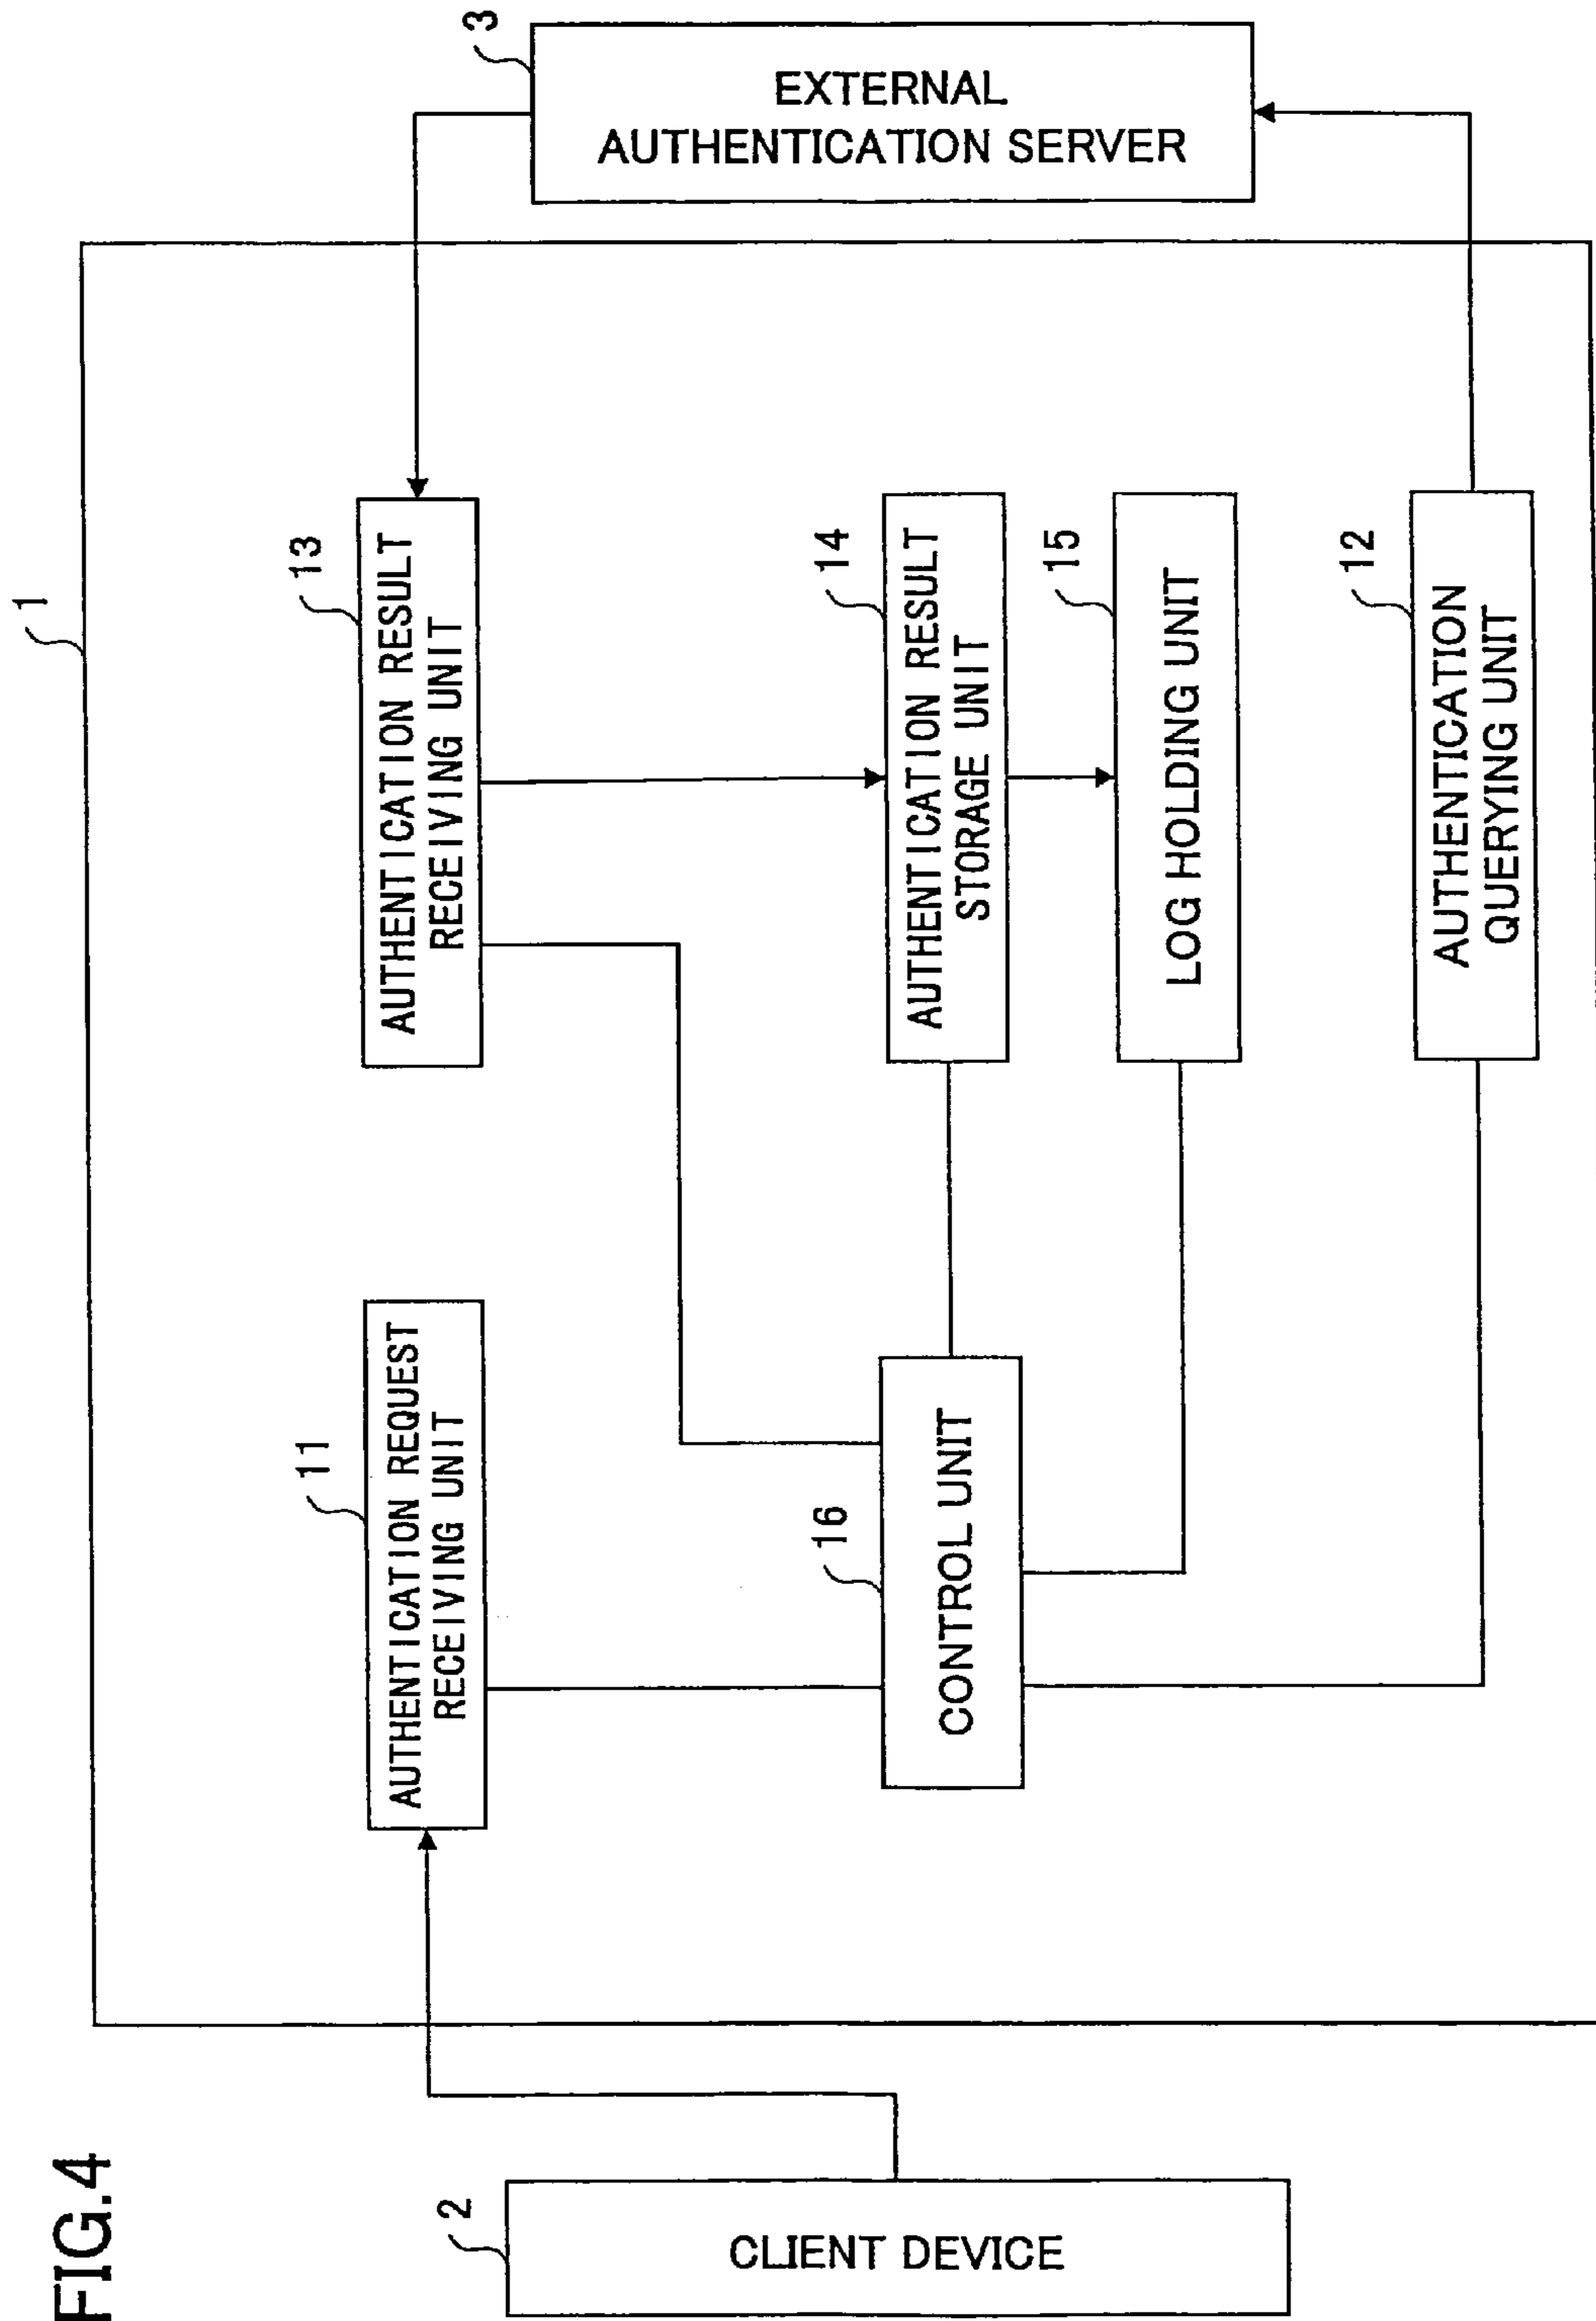 FIG.4
1
2
CLIENT DEVICE
11
AUTHENTICATION REQUEST
RECEIVING UNIT
16
CONTROL UNIT
13
AUTHENTICATION RESULT
RECEIVING UNIT
14
AUTHENTICATION RESULT
STORAGE UNIT
15
LOG HOLDING UNIT
12
AUTHENTICATION
QUERYING UNIT
3
EXTERNAL
AUTHENTICATION SERVER